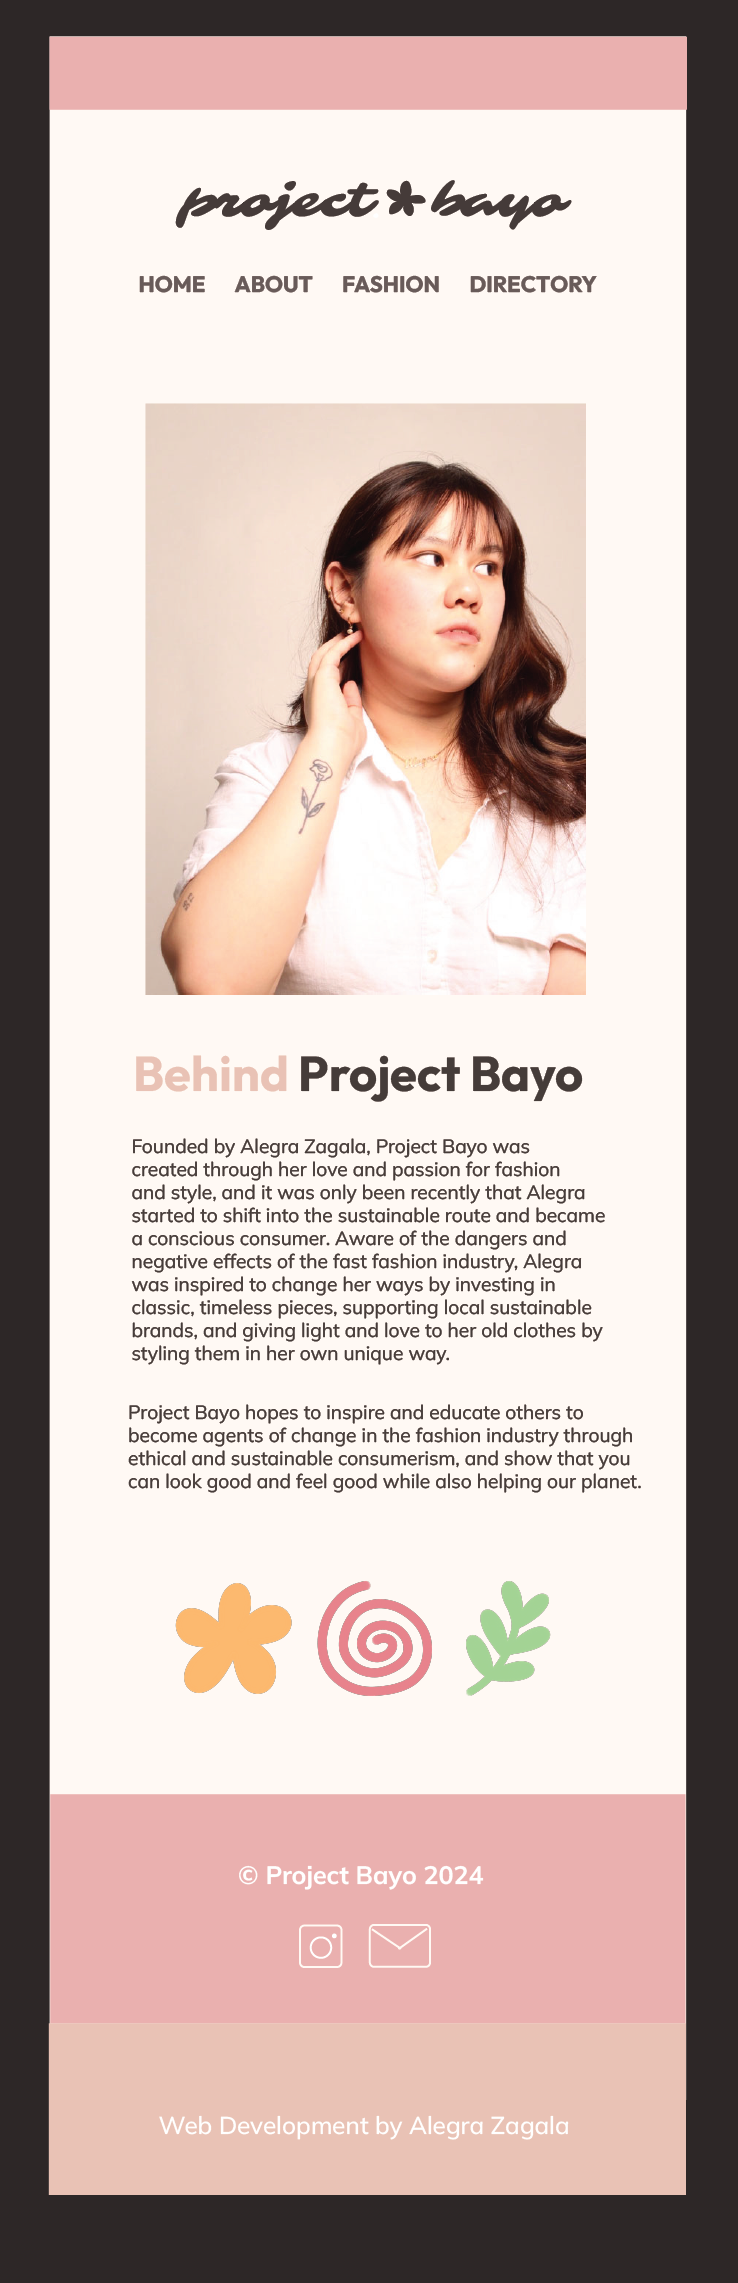 project bayo
HOME ABOUT FASHION DIRECTORY
Behind Project Bayo
Founded by Alegra Zagala, Project Bayo was
created through her love and passion for fashion
and style, and it was only been recently that Alegra
started to shift into the sustainable route and became
a conscious consumer. Aware of the dangers and
negative effects of the fast fashion industry, Alegra
was inspired to change her ways by investing in
classic, timeless pieces, supporting local sustainable
brands, and giving light and love to her old clothes by
styling them in her own unique way.
Project Bayo hopes to inspire and educate others to
become agents of change in the fashion industry through
ethical and sustainable consumerism, and show that you
can look good and feel good while also helping our planet.
© Project Bayo 2024
Web Development by Alegra Zagala